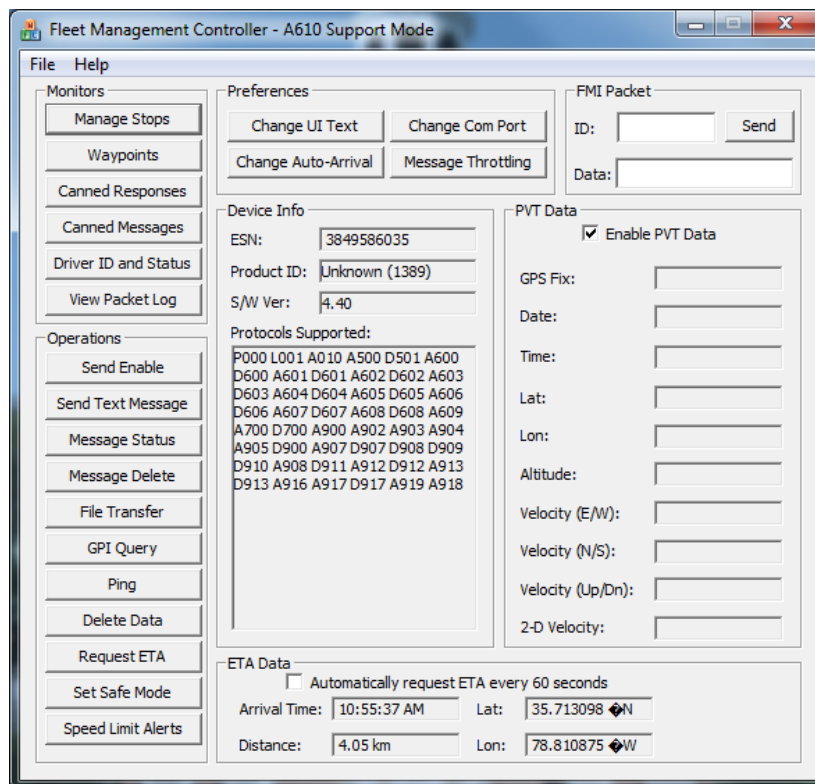 Fleet Management Controller - A610 Support Mode
File Help
Monitors
Manage Stops
Waypoints
Canned Responses
Canned Messages
Driver ID and Status
View Packet Log
Operations
Send Enable
Send Text Message
Message Status
Message Delete
File Transfer
GPI Query
Ping
Delete Data
Request ETA
Set Safe Mode
Speed Limit Alerts
Preferences
Change UI Text Change Com Port
Change Auto-Arrival Message Throttling
FMI Packet
ID: Send
Data:
Device Info
ESN: 3849586035
Product ID: Unknown (1389)
S/W Ver: 4.40
Protocols Supported:
P000 L001 A010 A500 D501 A600
D600 A601 D601 A602 D602 A603
D603 A604 D604 A605 D605 A606
D606 A607 D607 A608 D608 A609
A700 D700 A900 A902 A903 A904
A905 D900 A907 D907 D908 D909
D910 A908 D911 A912 D912 A913
D913 A916 A917 D917 A919 A918
PVT Data
Enable PVT Data
GPS Fix:
Date:
Time:
Lat:
Lon:
Altitude:
Velocity (E/W):
Velocity (N/S):
Velocity (Up/Dn):
2-D Velocity:
ETA Data
Automatically request ETA every 60 seconds
Arrival Time: 10:55:37 AM Lat: 35.713098 �N
Distance: 4.05 km Lon: 78.810875 �W